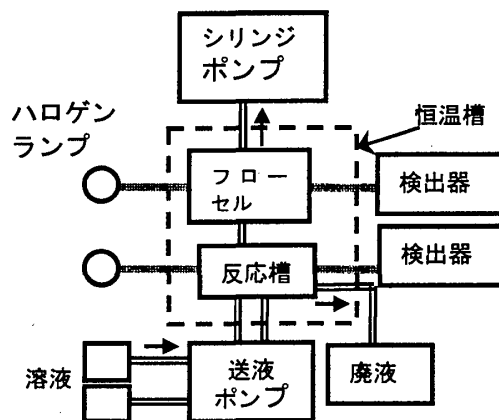 シリンジ
ポンプ
ハロゲン
ランプ
恒温槽
フロー
セル
検出器
検出器
反応槽
溶液
送液
ポンプ
廃液